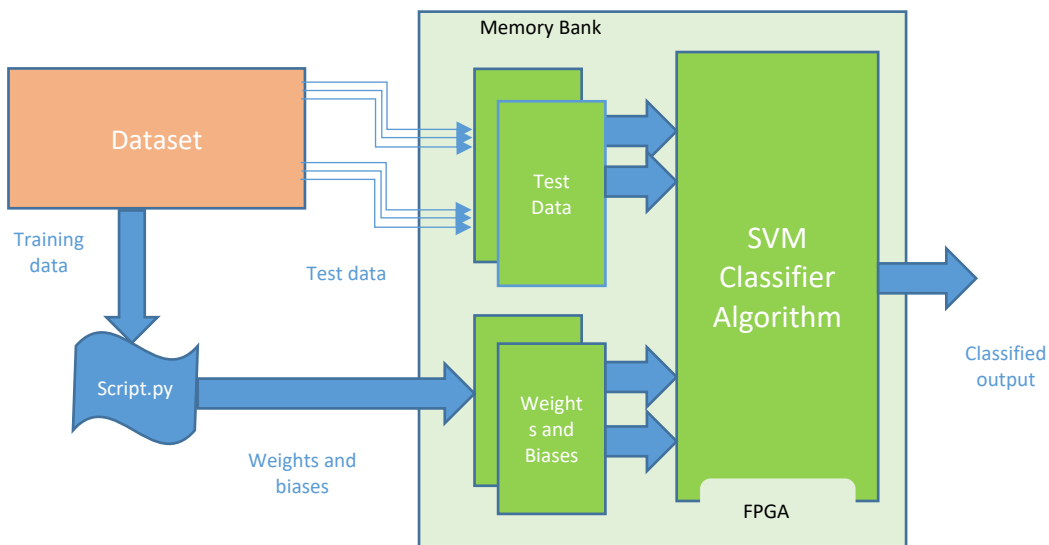 Memory Bank
Dataset
Test
Data
Training
data
Test data
SVM
Classifier
Algorithm
Classified
output
Script.py
Weight
s and
Biases
Weights and
biases
FPGA